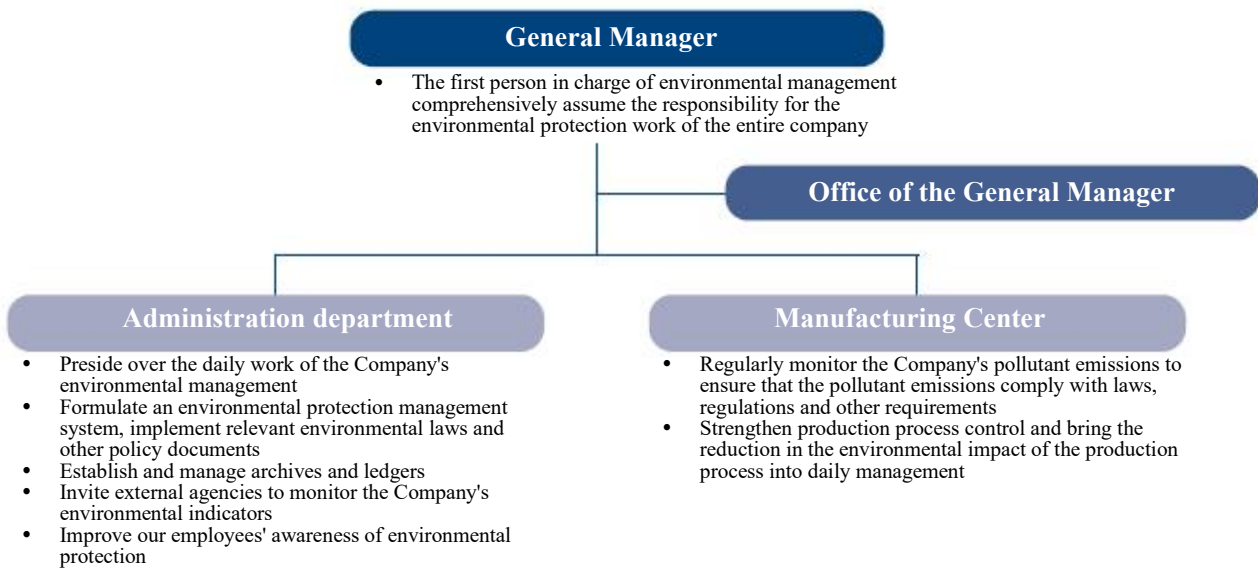 General Manager
• The first person in charge of environmental management
comprehensively assume the responsibility for the
environmental protection work of the entire company
Office of the General Manager
Administration department
• Preside over the daily work of the Company's
environmental management
• Formulate an environmental protection management
system, implement relevant environmental laws and
other policy documents
• Establish and manage archives and ledgers
• Invite external agencies to monitor the Company's
environmental indicators
• Improve our employees' awareness of environmental
protection
Manufacturing Center
• Regularly monitor the Company's pollutant emissions to
ensure that the pollutant emissions comply with laws,
regulations and other requirements
• Strengthen production process control and bring the
reduction in the environmental impact of the production
process into daily management